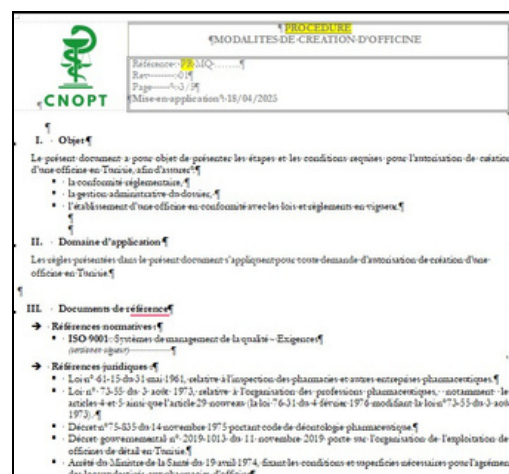 PROCEDURE
MODALITES DE CREATION D'OFFICINE
Référence : PR-MQ.......
Rev : 01
Page : 3/5
Mise en application : 18/04/2025
CNOPT
I. Objet
Le présent document a pour objet de présenter les étapes et les conditions requises pour l'autorisation de création
d'une officine en Tunisie, afin d'assurer :
la conformité réglementaire,
la gestion administrative du dossier,
l'établissement d'une officine en conformité avec les lois et règlements en vigueur.
II. Domaine d'application
Les règles présentées dans le présent document s'appliquent pour toute demande d'autorisation de création d'une
officine en Tunisie.
III. Documents de référence
➔ Références normatives :
ISO 9001 : Systèmes de management de la qualité – Exigences
➔ Références juridiques :
Loi n° 61-15 du 31 mai 1961, relative à l'inspection des pharmacies et autres entreprises pharmaceutiques.
Loi n° 73-55 du 3 août 1973, relative à l'organisation des professions pharmaceutiques, notamment les
articles 4 et 5 ainsi que l'article 29 nouveau (la loi 76-31 du 4 février 1976 modifiant la loi n°73-55 du 3 août
1973).
Décret n°75-835 du 14 novembre 1975 portant code de déontologie pharmaceutique.
Décret gouvernemental n° 2019-1013 du 11 novembre 2019 porte sur l'organisation de l'exploitation des
officines de détail en Tunisie.
Arrêté du Ministre de la Santé du 19 avril 1974, fixant les conditions et superficies nécessaires pour l'agrément